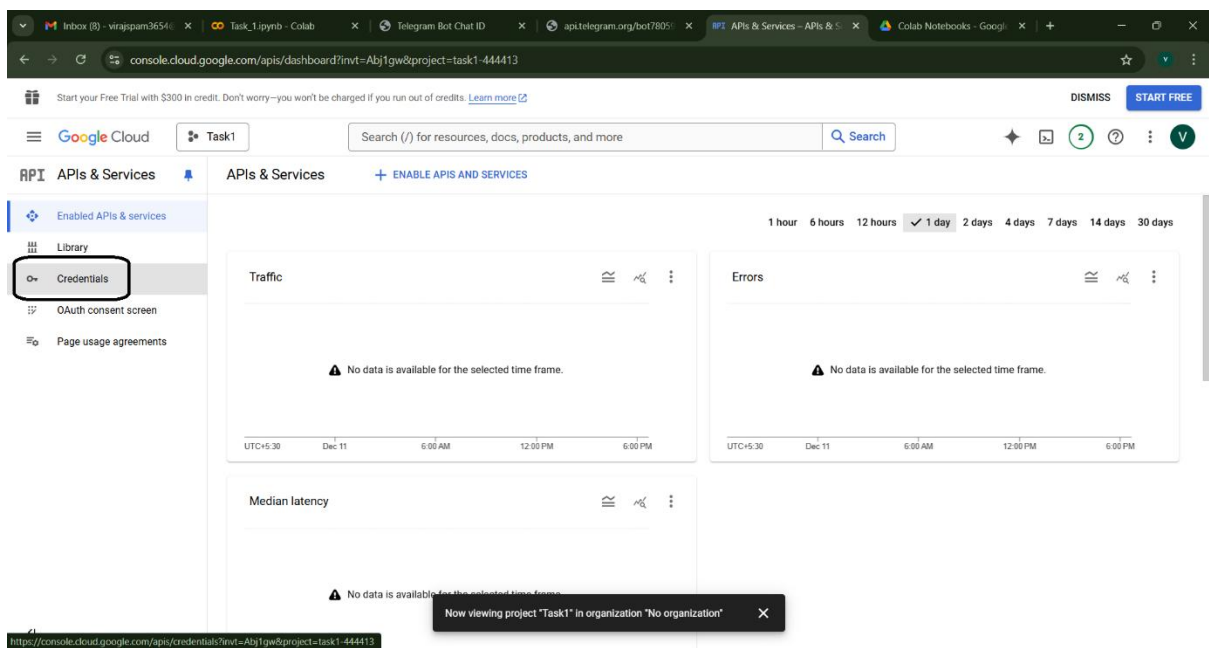 Inbox (8) - virajspam3654
Task_1.ipynb - Colab
Telegram Bot Chat ID
api.telegram.org/bot7805
API APIs & Services – APIs & S
Colab Notebooks - Googl
console.cloud.google.com/apis/dashboard?invt=Abj1gw&project=task1-444413
Start your Free Trial with $300 in credit. Don't worry—you won't be charged if you run out of credits. Learn more
DISMISS
START FREE
Google Cloud
Task1
Search (/) for resources, docs, products, and more
Search
2
V
API APIs & Services
APIs & Services
+ ENABLE APIS AND SERVICES
Enabled APIs & services
Library
Credentials
OAuth consent screen
Page usage agreements
1 hour 6 hours 12 hours 1 day 2 days 4 days 7 days 14 days 30 days
Traffic
No data is available for the selected time frame.
UTC+5:30 Dec 11 6:00 AM 12:00 PM 6:00 PM
Errors
No data is available for the selected time frame.
UTC+5:30 Dec 11 6:00 AM 12:00 PM 6:00 PM
Median latency
No data is available for the selected time frame.
Now viewing project "Task1" in organization "No organization"
https://console.cloud.google.com/apis/credentials?invt=Abj1gw&project=task1-444413